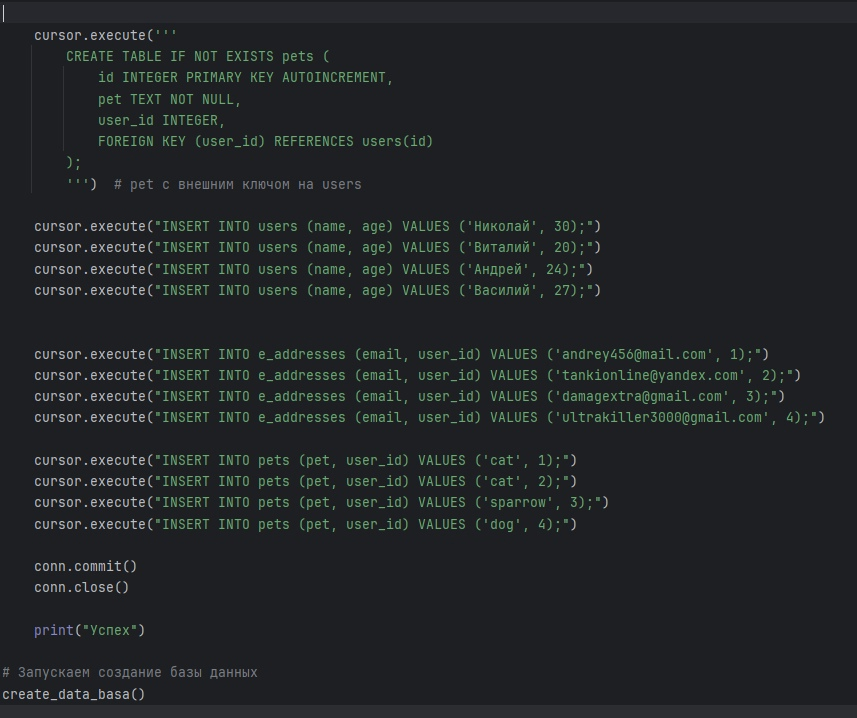 cursor.execute('''
CREATE TABLE IF NOT EXISTS pets (
id INTEGER PRIMARY KEY AUTOINCREMENT,
pet TEXT NOT NULL,
user_id INTEGER,
FOREIGN KEY (user_id) REFERENCES users(id)
);
''')  # pet с внешним ключом на users
cursor.execute("INSERT INTO users (name, age) VALUES ('Николай', 30);")
cursor.execute("INSERT INTO users (name, age) VALUES ('Виталий', 20);")
cursor.execute("INSERT INTO users (name, age) VALUES ('Андрей', 24);")
cursor.execute("INSERT INTO users (name, age) VALUES ('Василий', 27);")
cursor.execute("INSERT INTO e_addresses (email, user_id) VALUES ('andrey456@mail.com', 1);")
cursor.execute("INSERT INTO e_addresses (email, user_id) VALUES ('tankionline@yandex.com', 2);")
cursor.execute("INSERT INTO e_addresses (email, user_id) VALUES ('damagextra@gmail.com', 3);")
cursor.execute("INSERT INTO e_addresses (email, user_id) VALUES ('ultrakiller3000@gmail.com', 4);")
cursor.execute("INSERT INTO pets (pet, user_id) VALUES ('cat', 1);")
cursor.execute("INSERT INTO pets (pet, user_id) VALUES ('cat', 2);")
cursor.execute("INSERT INTO pets (pet, user_id) VALUES ('sparrow', 3);")
cursor.execute("INSERT INTO pets (pet, user_id) VALUES ('dog', 4);")
conn.commit()
conn.close()
print("Успех")
# Запускаем создание базы данных
create_data_basa()